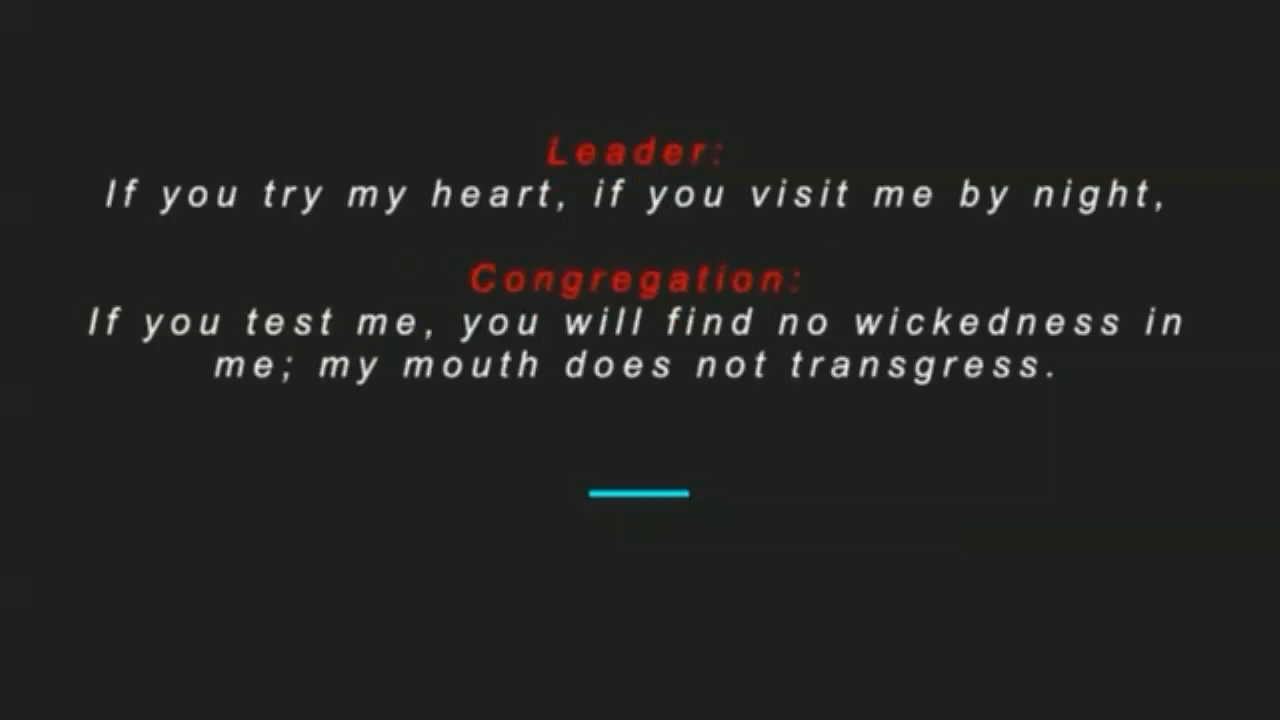 Leader:
If you try my heart, if you visit me by night,
Congregation:
If you test me, you will find no wickedness in
me; my mouth does not transgress.